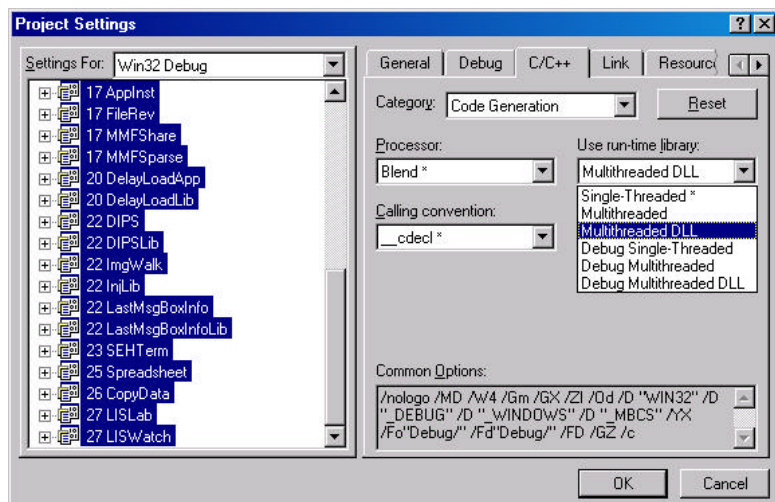 Project Settings
Settings For:
Win32 Debug
17 AppInst
17 FileRev
17 MMFShare
17 MMFSparse
20 DelayLoadApp
20 DelayLoadLib
22 DIPS
22 DIPSLib
22 ImgWalk
22 InjLib
22 LastMsgBoxInfo
22 LastMsgBoxInfoLib
23 SEHTerm
25 Spreadsheet
26 CopyData
27 LISLab
27 LISWatch
General
Debug
C/C++
Link
Resourc
Category:
Code Generation
Reset
Processor:
Blend *
Use run-time library:
Multithreaded DLL
Single-Threaded *
Multithreaded
Multithreaded DLL
Debug Single-Threaded
Debug Multithreaded
Debug Multithreaded DLL
Calling convention:
__cdecl *
Common Options:
/nologo /MD /W4 /Gm /GX /ZI /Od /D "WIN32" /D
"_DEBUG" /D "_WINDOWS" /D "_MBCS" /YX
/Fo"Debug/" /Fd"Debug/" /FD /GZ /c
OK
Cancel